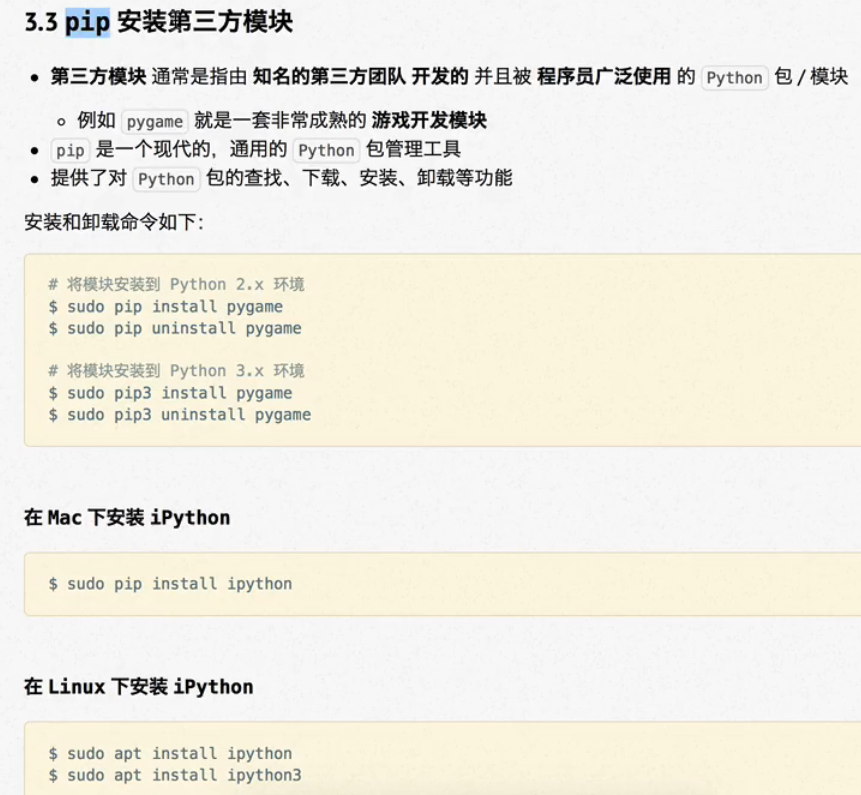 3.3 pip 安装第三方模块
• 第三方模块 通常是指由 知名的第三方团队 开发的 并且被 程序员广泛使用 的 Python 包 / 模块
◦ 例如 pygame 就是一套非常成熟的 游戏开发模块
• pip 是一个现代的，通用的 Python 包管理工具
• 提供了对 Python 包的查找、下载、安装、卸载等功能
安装和卸载命令如下：
# 将模块安装到 Python 2.x 环境
$ sudo pip install pygame
$ sudo pip uninstall pygame
# 将模块安装到 Python 3.x 环境
$ sudo pip3 install pygame
$ sudo pip3 uninstall pygame
在 Mac 下安装 iPython
$ sudo pip install ipython
在 Linux 下安装 iPython
$ sudo apt install ipython
$ sudo apt install ipython3